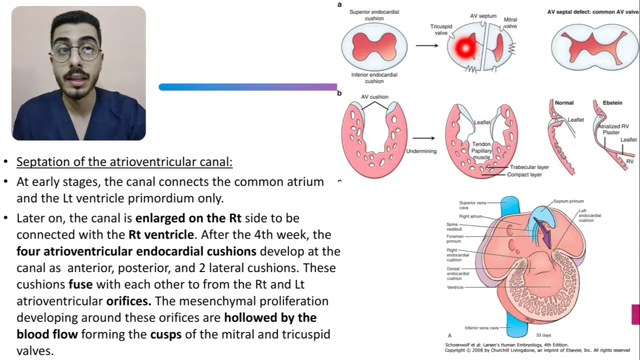 • Septation of the atrioventricular canal:
• At early stages, the canal connects the common atrium
and the Lt ventricle primordium only.
• Later on, the canal is enlarged on the Rt side to be
connected with the Rt ventricle. After the 4th week, the
four atrioventricular endocardial cushions develop at the
canal as anterior, posterior, and 2 lateral cushions. These
cushions fuse with each other to from the Rt and Lt
atrioventricular orifices. The mesenchymal proliferation
developing around these orifices are hollowed by the
blood flow forming the cusps of the mitral and tricuspid
valves.
a
Superior endocardial
cushion
Inferior endocardial
cushion
Tricuspid
valve
AV septum
Mitral
valve
AV septal defect: common AV valve
b
AV cushion
Undermining
Leaflet
Tendon
Papillary
muscle
Trabecular layer
Compact layer
Normal
Leaflet
Ebstein
Atrialized RV
Plaster
Leaflet
RV
Superior vena
cava
Right atrium
Spina
vestibuli
Foramen
primum
Right
endocardial
cushion
Dorsal
endocardial
cushion
Ventricle
Inferior vena cava
Septum primum
Left
endocardial
cushion
A
33 days
Schoenwolf et al: Larsen's Human Embryology, 4th Edition.
Copyright © 2008 by Churchill Livingstone, an imprint of Elsevier, Inc. All rights